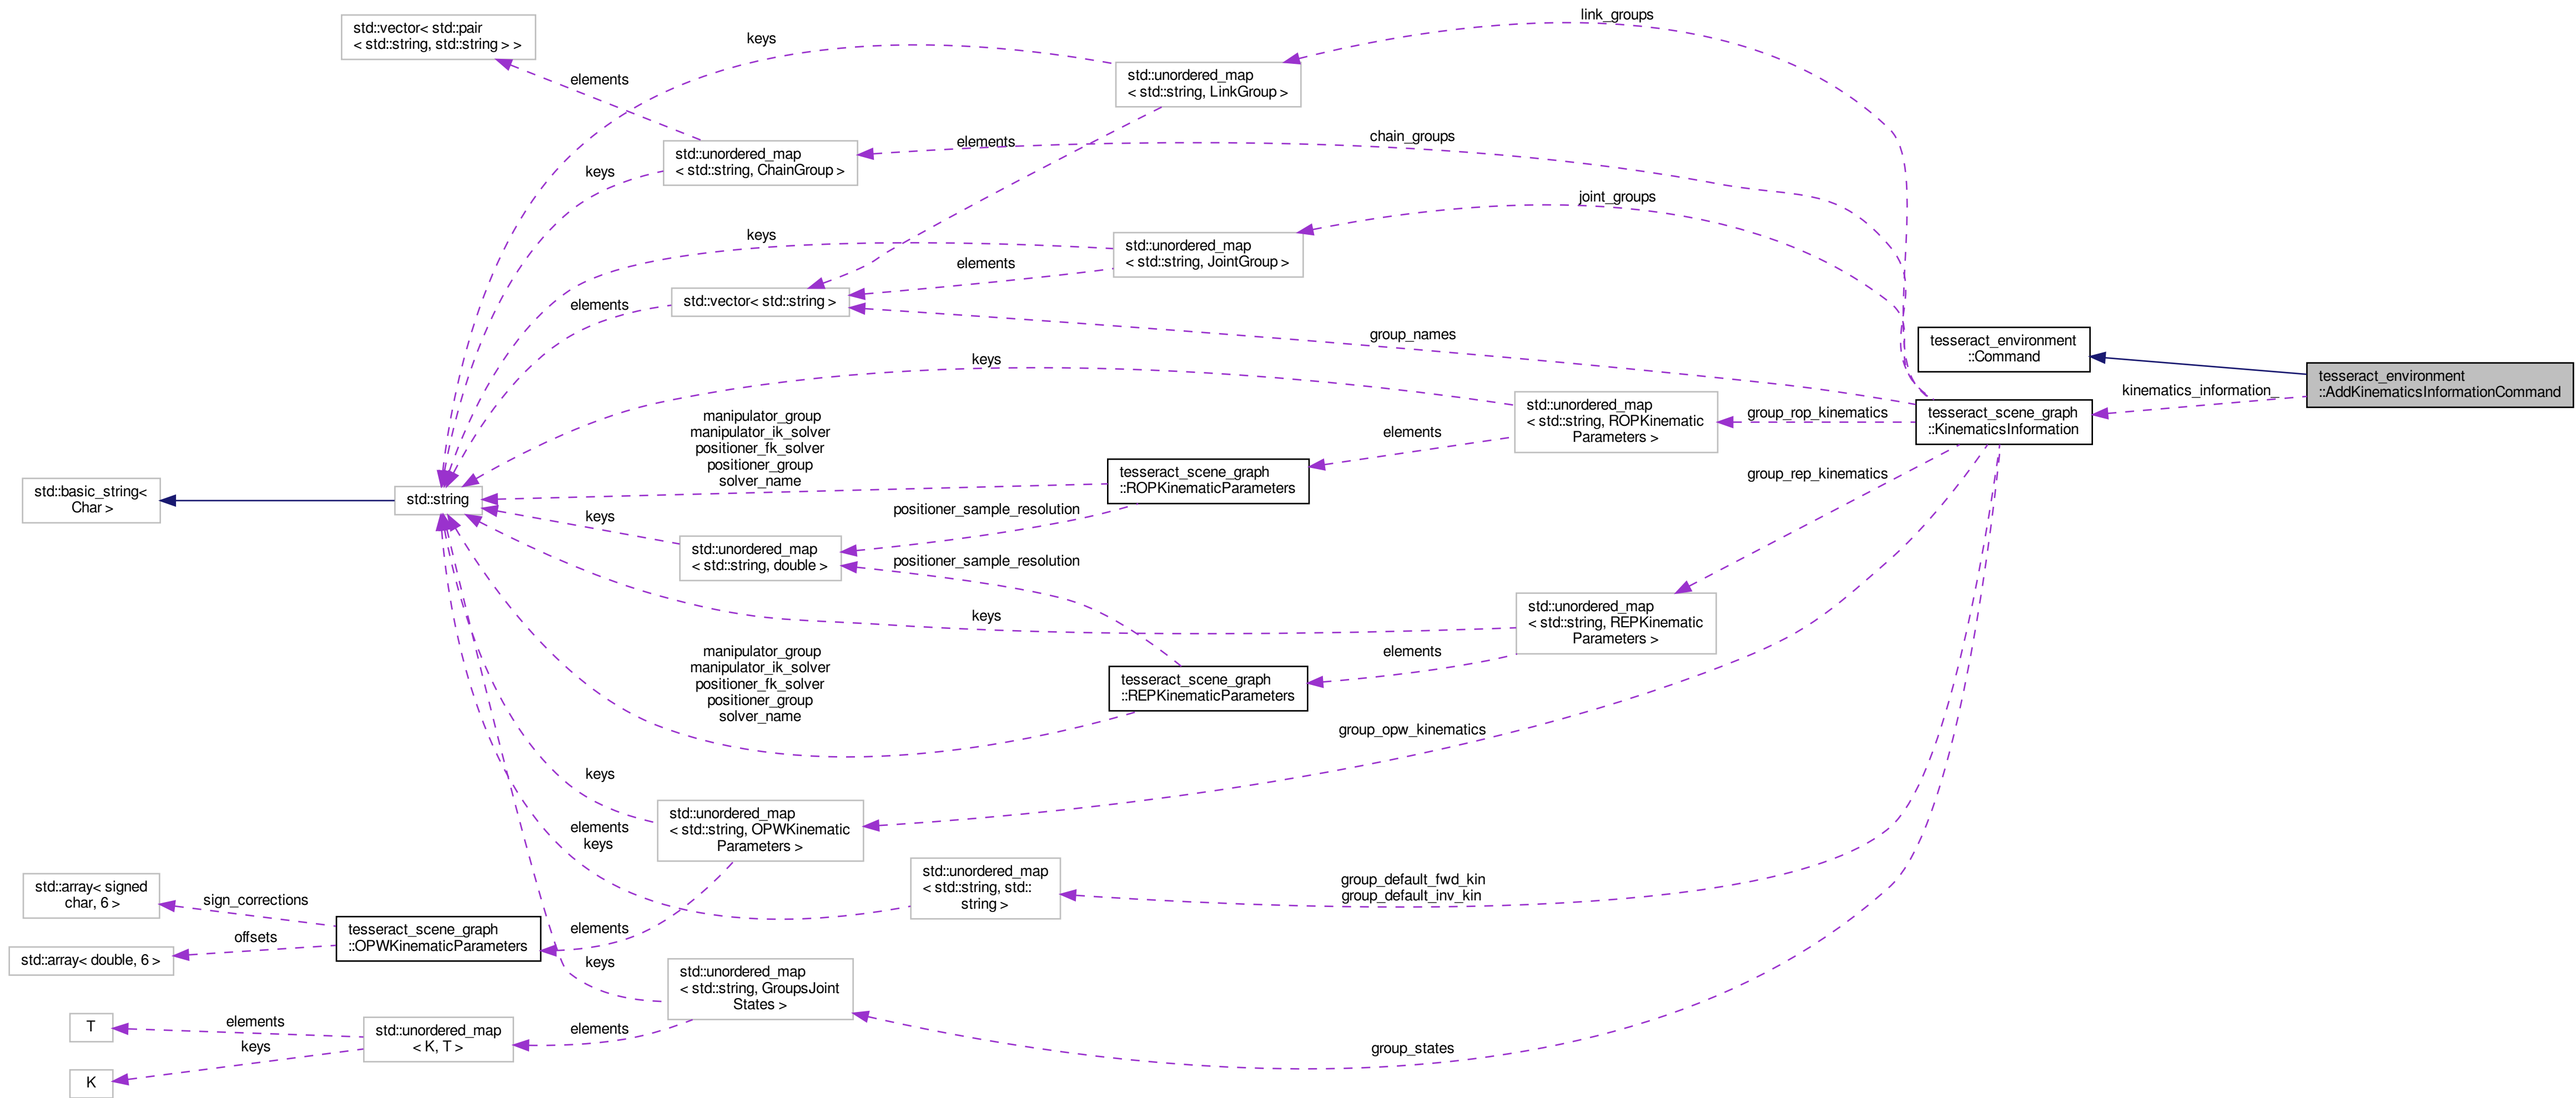 std::vector< std::pair
< std::string, std::string > >
link_groups
keys
elements
std::unordered_map
< std::string, LinkGroup >
chain_groups
elements
std::unordered_map
< std::string, ChainGroup >
keys
joint_groups
keys
std::unordered_map
< std::string, JointGroup >
elements
std::vector< std::string >
elements
group_names
tesseract_environment
::Command
keys
tesseract_environment
::AddKinematicsInformationCommand
kinematics_information_
std::unordered_map
< std::string, ROPKinematic
Parameters >
group_rop_kinematics
tesseract_scene_graph
::KinematicsInformation
manipulator_group
manipulator_ik_solver
positioner_fk_solver
positioner_group
solver_name
elements
tesseract_scene_graph
::ROPKinematicParameters
group_rep_kinematics
std::basic_string<
Char >
std::string
keys
positioner_sample_resolution
std::unordered_map
< std::string, double >
positioner_sample_resolution
keys
std::unordered_map
< std::string, REPKinematic
Parameters >
manipulator_group
manipulator_ik_solver
positioner_fk_solver
positioner_group
solver_name
elements
tesseract_scene_graph
::REPKinematicParameters
group_opw_kinematics
keys
std::unordered_map
< std::string, OPWKinematic
Parameters >
elements
keys
std::unordered_map
< std::string, std::
string >
group_default_fwd_kin
group_default_inv_kin
std::array< signed
char, 6 >
sign_corrections
tesseract_scene_graph
::OPWKinematicParameters
elements
offsets
std::array< double, 6 >
keys
std::unordered_map
< std::string, GroupsJoint
States >
T
elements
std::unordered_map
< K, T >
elements
keys
group_states
K